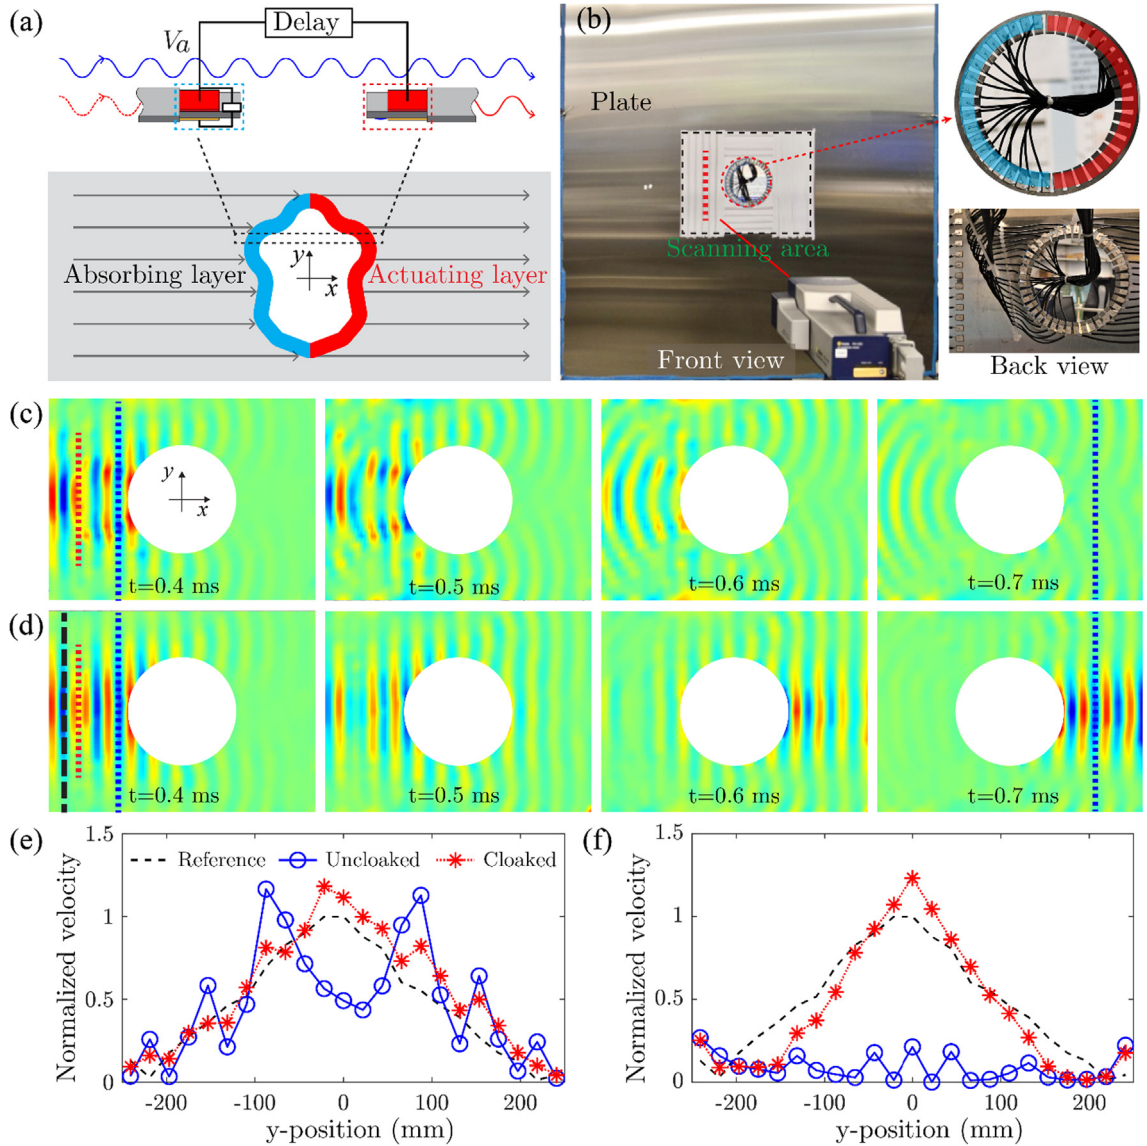 (a)
Delay
Va
Absorbing layer
Actuating layer
y
x
(b)
Plate
Scanning area
Front view
Back view
(c)
y
x
t=0.4 ms
t=0.5 ms
t=0.6 ms
t=0.7 ms
(d)
t=0.4 ms
t=0.5 ms
t=0.6 ms
t=0.7 ms
(e)
1.5
1
0.5
0
Normalized velocity
Reference
Uncloaked
Cloaked
-200
-100
0
100
200
y-position (mm)
(f)
1.5
1
0.5
0
Normalized velocity
-200
-100
0
100
200
y-position (mm)